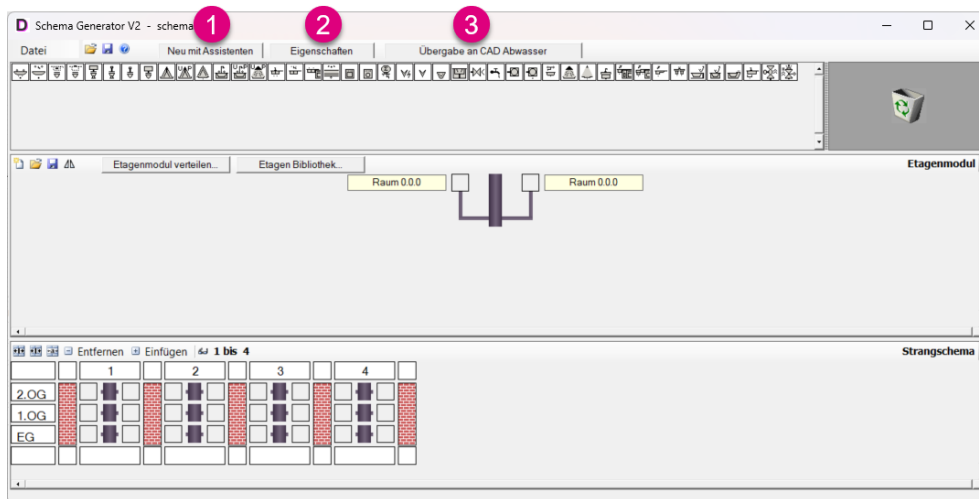 1 2 3
D Schema Generator V2 - schema
Datei Neu mit Assistenten Eigenschaften Übergabe an CAD Abwasser
Etagenmodul verteilen... Etagen Bibliothek... Etagenmodul
Raum 0.0.0 Raum 0.0.0
Entfernen Einfügen 1 bis 4 Strangschema
1 2 3 4
2.OG
1.OG
EG